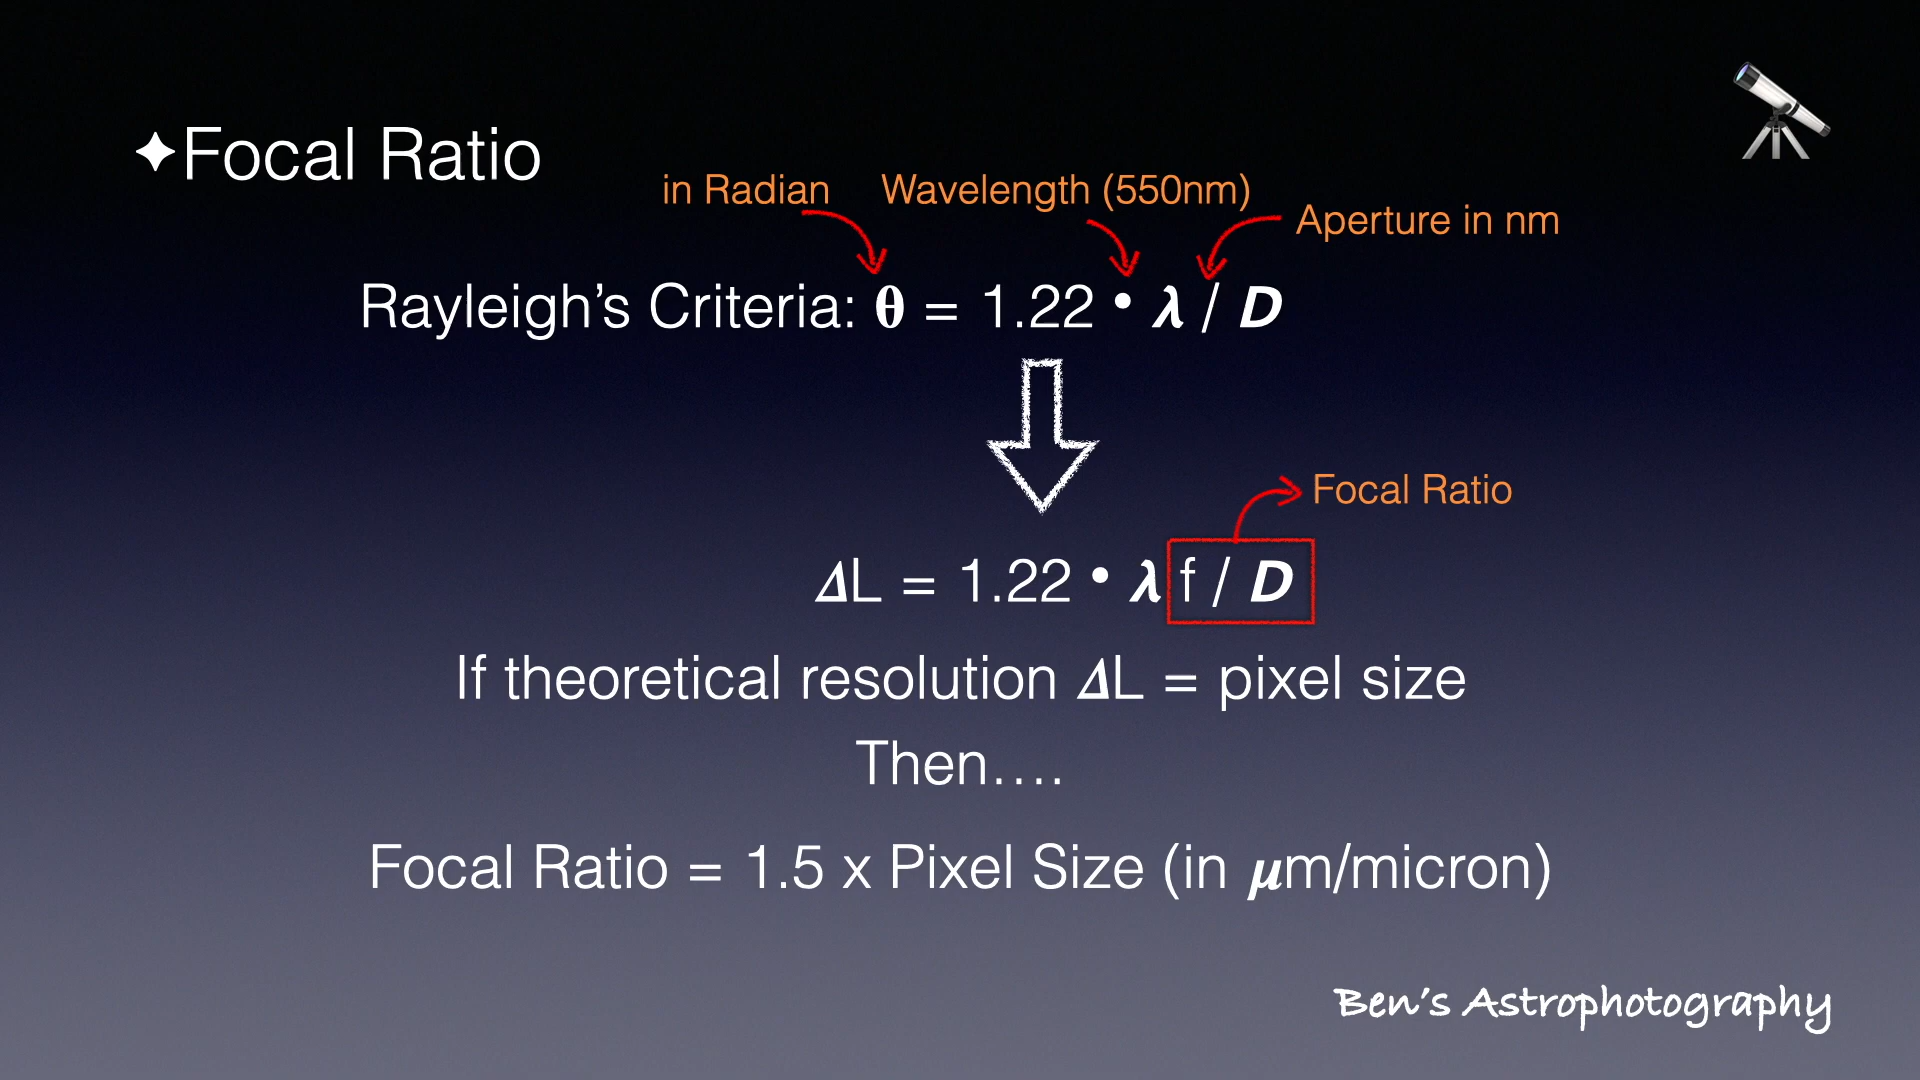 ✦Focal Ratio
in Radian Wavelength (550nm) Aperture in nm
Rayleigh’s Criteria: θ = 1.22 • λ / D
Focal Ratio
ΔL = 1.22 • λ f / D
If theoretical resolution ΔL = pixel size
Then….
Focal Ratio = 1.5 x Pixel Size (in μm/micron)
Ben's Astrophotography